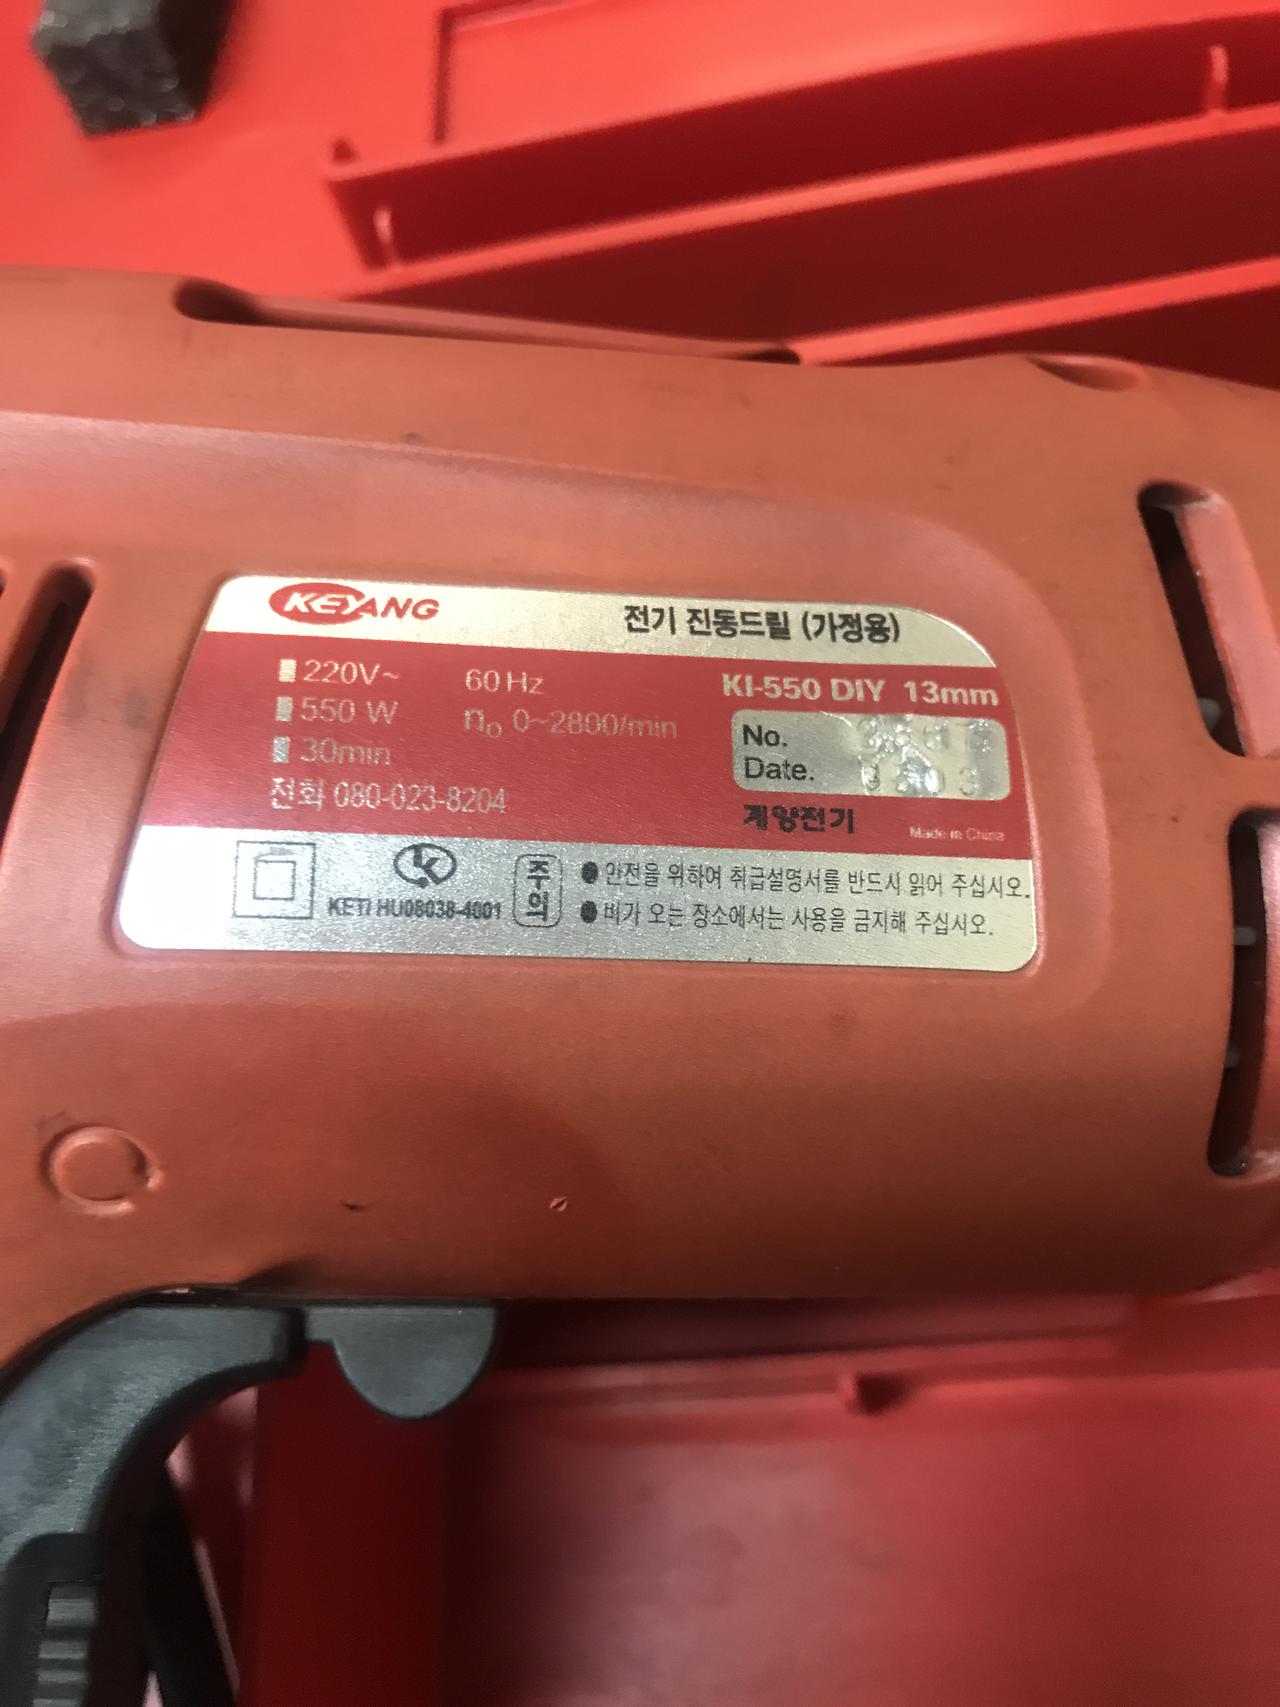 KEYANG
전기 진동드릴 (가정용)
220V~ 60Hz
KI-550 DIY 13mm
550 W n₀ 0~2800/min
No.
30min
Date.
전화 080-023-8204
계양전기
Made in China
KETI HU08038-4001
주의
● 안전을 위하여 취급설명서를 반드시 읽어 주십시오.
● 비가 오는 장소에서는 사용을 금지해 주십시오.